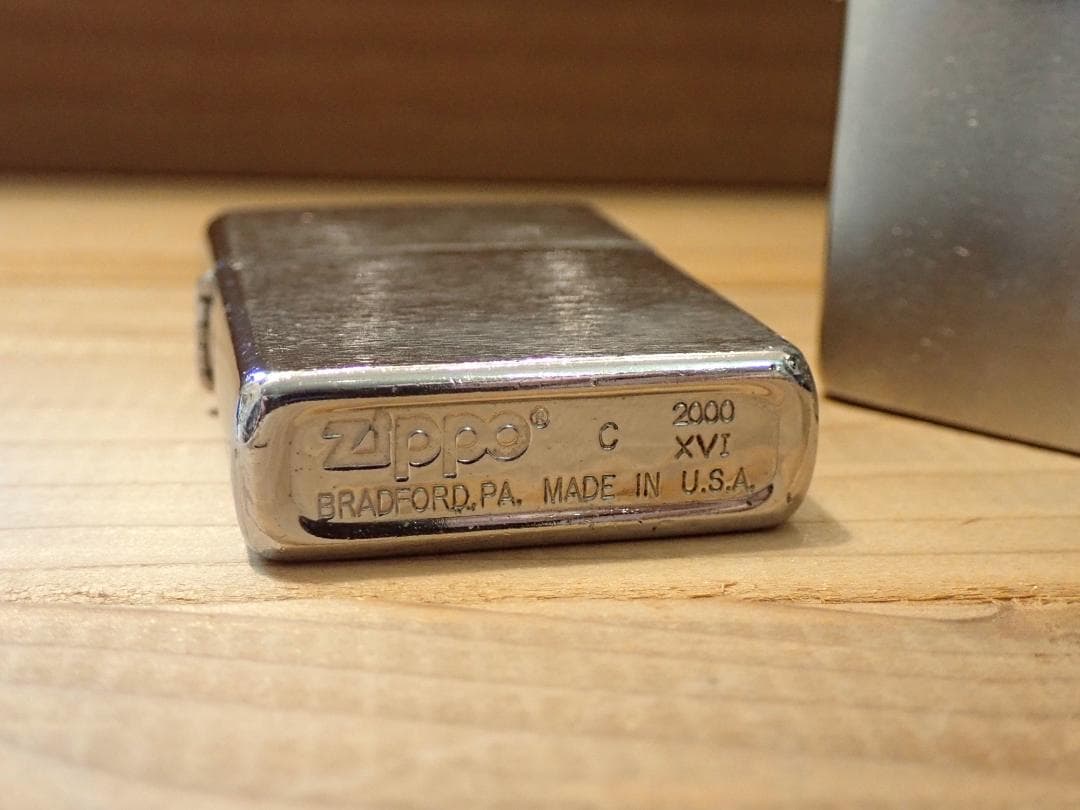 Zippo® C 2000
XVI
BRADFORD,PA. MADE IN U.S.A.